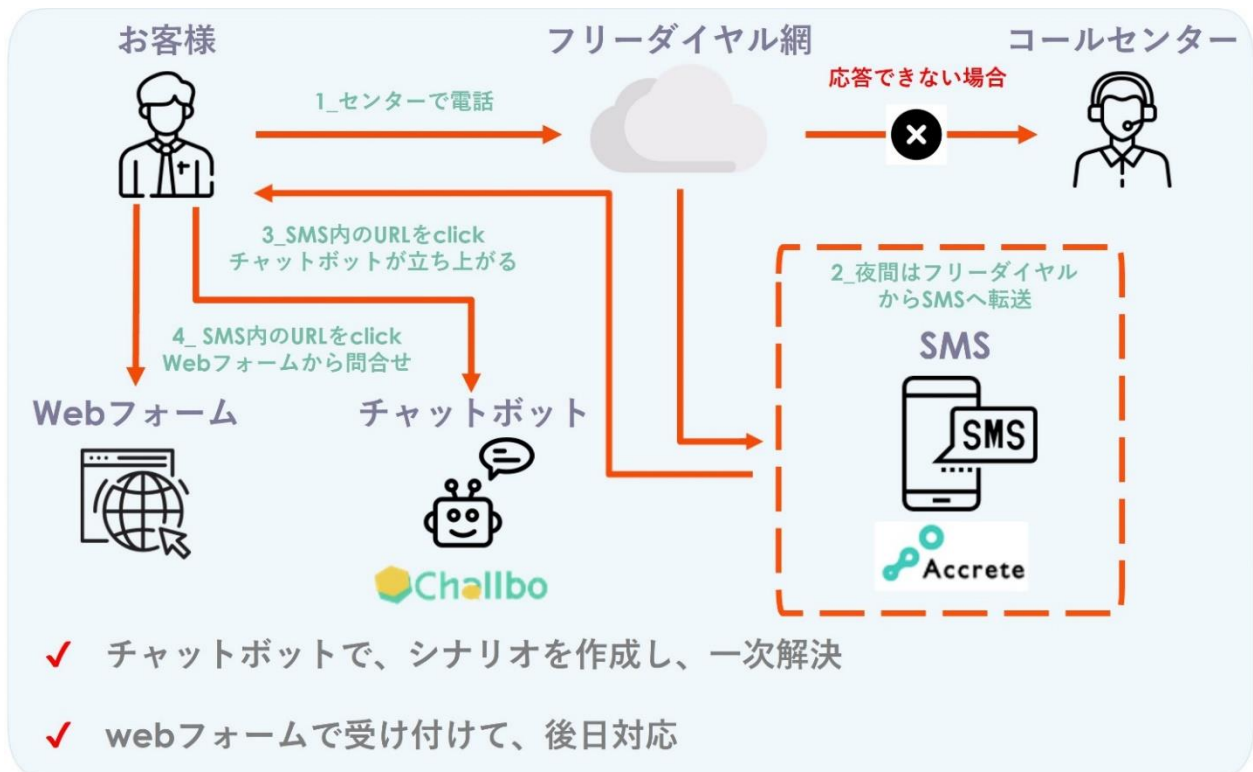 お客様
フリーダイヤル網
コールセンター
応答できない場合
1_センターで電話
3_SMS内のURLをclick
チャットボットが立ち上がる
2_夜間はフリーダイヤル
からSMSへ転送
SMS
4_ SMS内のURLをclick
Webフォームから問合せ
Webフォーム
チャットボット
SMS
Accrete
Challbo
✓ チャットボットで、シナリオを作成し、一次解決
✓ webフォームで受け付けて、後日対応